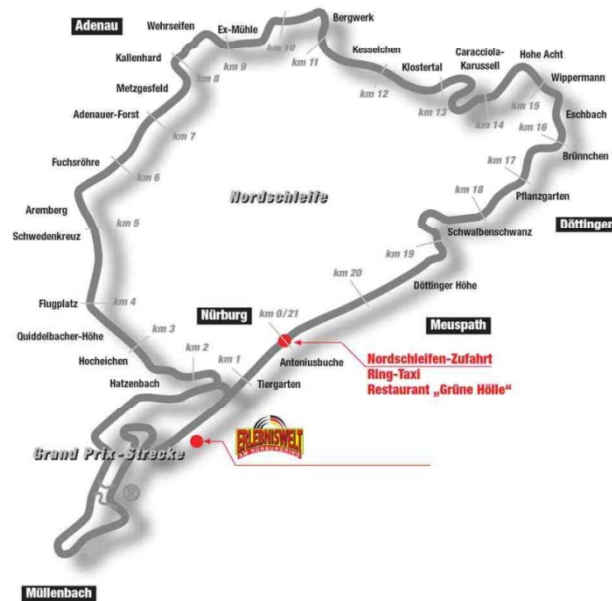 Adenau
Wehrseifen
Ex-Mühle
km 10
Bergwerk
Kallenhard
km 8
km 9
km 11
Kesselchen
km 12
Klostertal
Caracciola-
Karussell
Hohe Acht
Wippermann
km 13
km 14
km 15
Eschbach
km 16
Brünnchen
Metzgesfeld
Adenauer-Forst
km 7
km 17
Pflanzgarten
Fuchsröhre
km 6
Nordschleife
km 18
Schwalbenschwanz
Döttingen
Aremberg
km 5
Schwedenkreuz
km 19
km 20
Döttinger Höhe
Flugplatz
km 4
Nürburg
km 0/21
Meuspath
Quiddelbacher-Höhe
km 3
Hocheichen
km 2
km 1
Antoniusbuche
Hatzenbach
Tiergarten
Nordschleifen-Zufahrt
Ring-Taxi
Restaurant „Grüne Hölle“
ERLEBNISWELT
AM NÜRBURGRING
Grand Prix-Strecke
®
Müllenbach